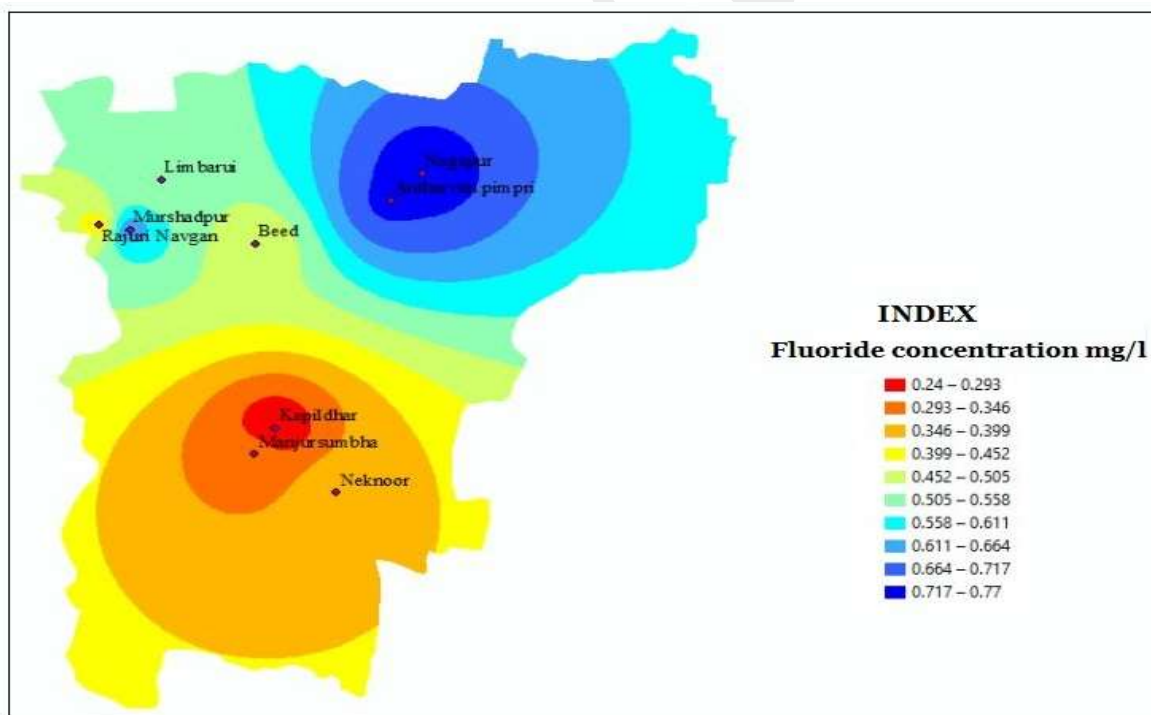 Nagapur
pimpri
Limbarui
Murshadpur
Rajuri Navgan
Beed
INDEX
Fluoride concentration mg/l
0.24 – 0.293
0.293 – 0.346
0.346 – 0.399
0.399 – 0.452
0.452 – 0.505
0.505 – 0.558
0.558 – 0.611
0.611 – 0.664
0.664 – 0.717
0.717 – 0.77
Kapildhar
Manjursumbha
Neknoor